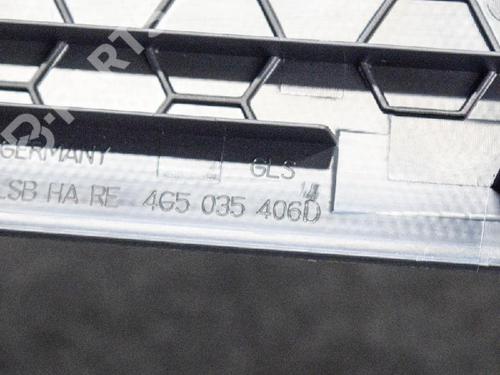 GERMANY GLS
LSB HA RE 4G5 035 406D